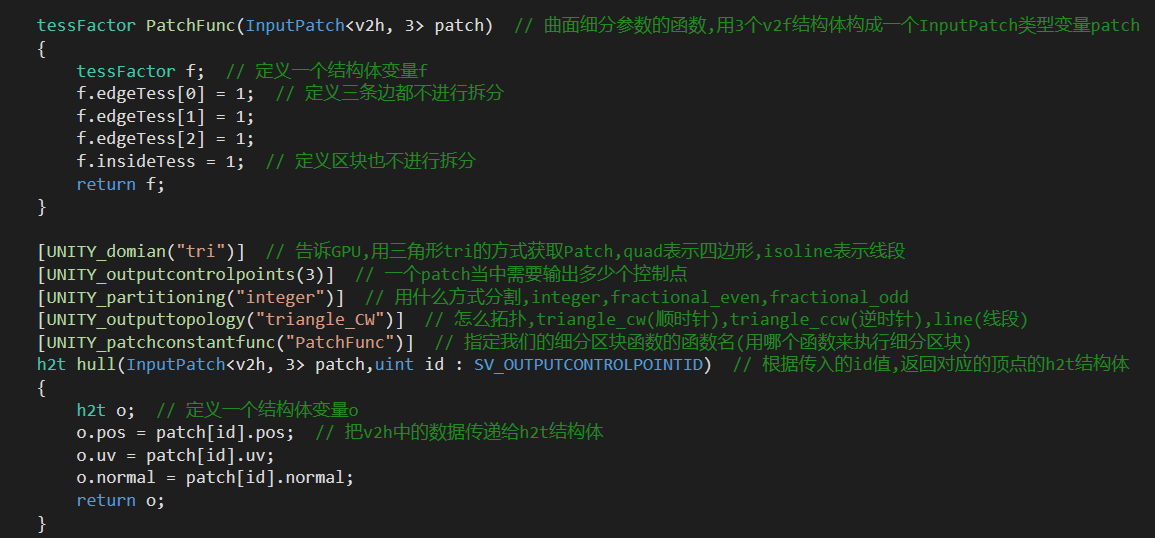 tessFactor PatchFunc(InputPatch<v2h, 3> patch)  // 曲面细分参数的函数,用3个v2f结构体构成一个InputPatch类型变量patch
{
    tessFactor f;  // 定义一个结构体变量f
    f.edgeTess[0] = 1;  // 定义三条边都不进行拆分
    f.edgeTess[1] = 1;
    f.edgeTess[2] = 1;
    f.insideTess = 1;  // 定义区块也不进行拆分
    return f;
}

[UNITY_domian("tri")]  // 告诉GPU,用三角形tri的方式获取Patch,quad表示四边形,isoline表示线段
[UNITY_outputcontrolpoints(3)]  // 一个patch当中需要输出多少个控制点
[UNITY_partitioning("integer")]  // 用什么方式分割,integer,fractional_even,fractional_odd
[UNITY_outputtopology("triangle_CW")]  // 怎么拓扑,triangle_cw(顺时针),triangle_ccw(逆时针),line(线段)
[UNITY_patchconstantfunc("PatchFunc")]  // 指定我们的细分区块函数的函数名(用哪个函数来执行细分区块)
h2t hull(InputPatch<v2h, 3> patch,uint id : SV_OUTPUTCONTROLPOINTID)  // 根据传入的id值,返回对应的顶点的h2t结构体
{
    h2t o;  // 定义一个结构体变量o
    o.pos = patch[id].pos;  // 把v2h中的数据传递给h2t结构体
    o.uv = patch[id].uv;
    o.normal = patch[id].normal;
    return o;
}